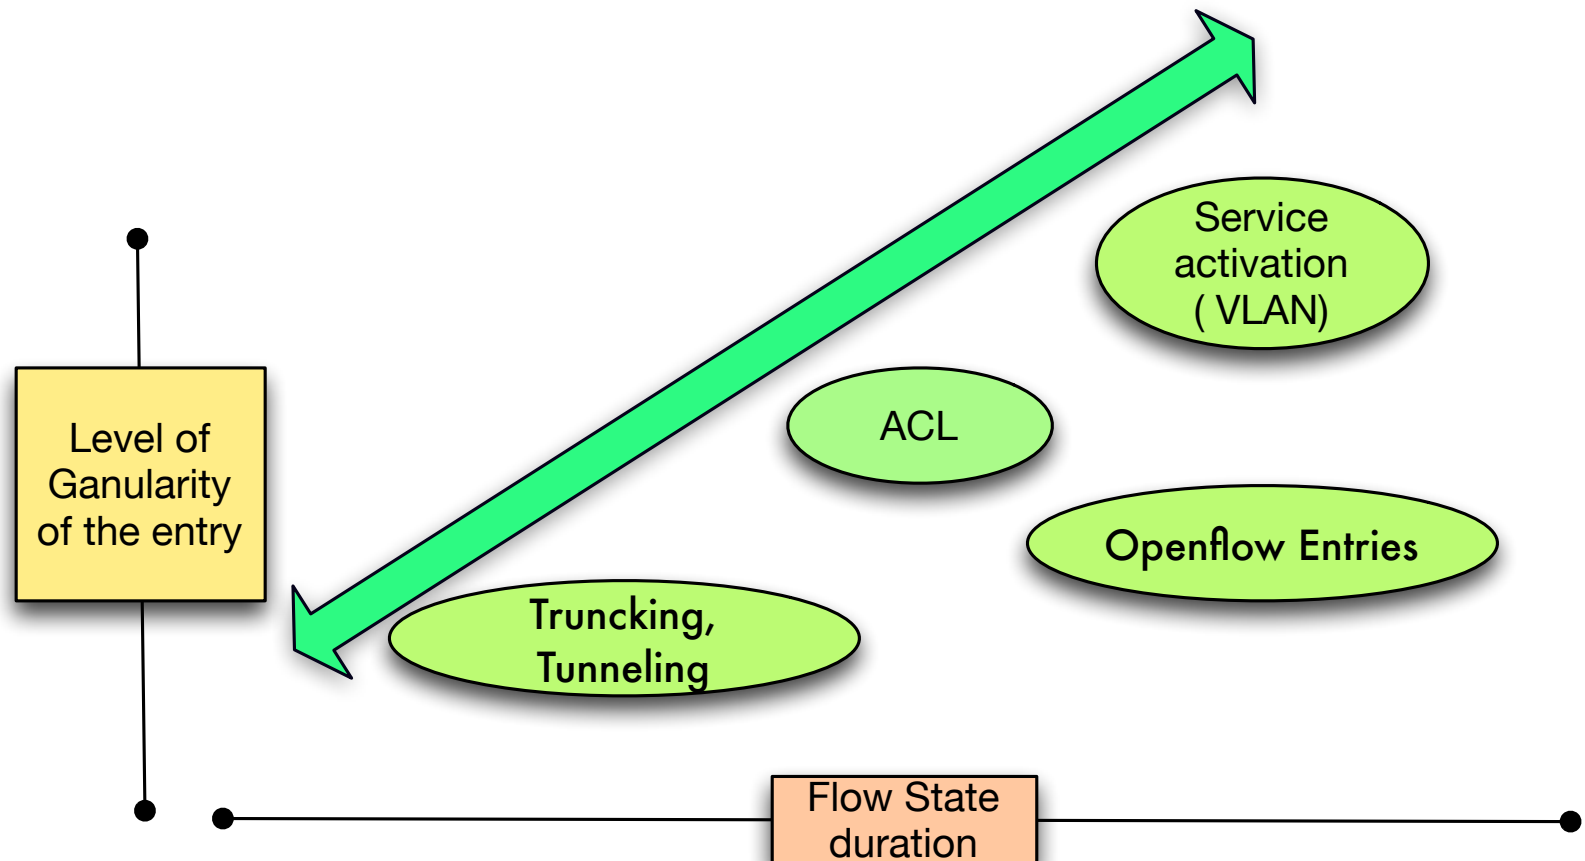 Service
activation
( VLAN)
Level of
Ganularity
of the entry
ACL
Openflow Entries
Truncking,
Tunneling
Flow State
duration